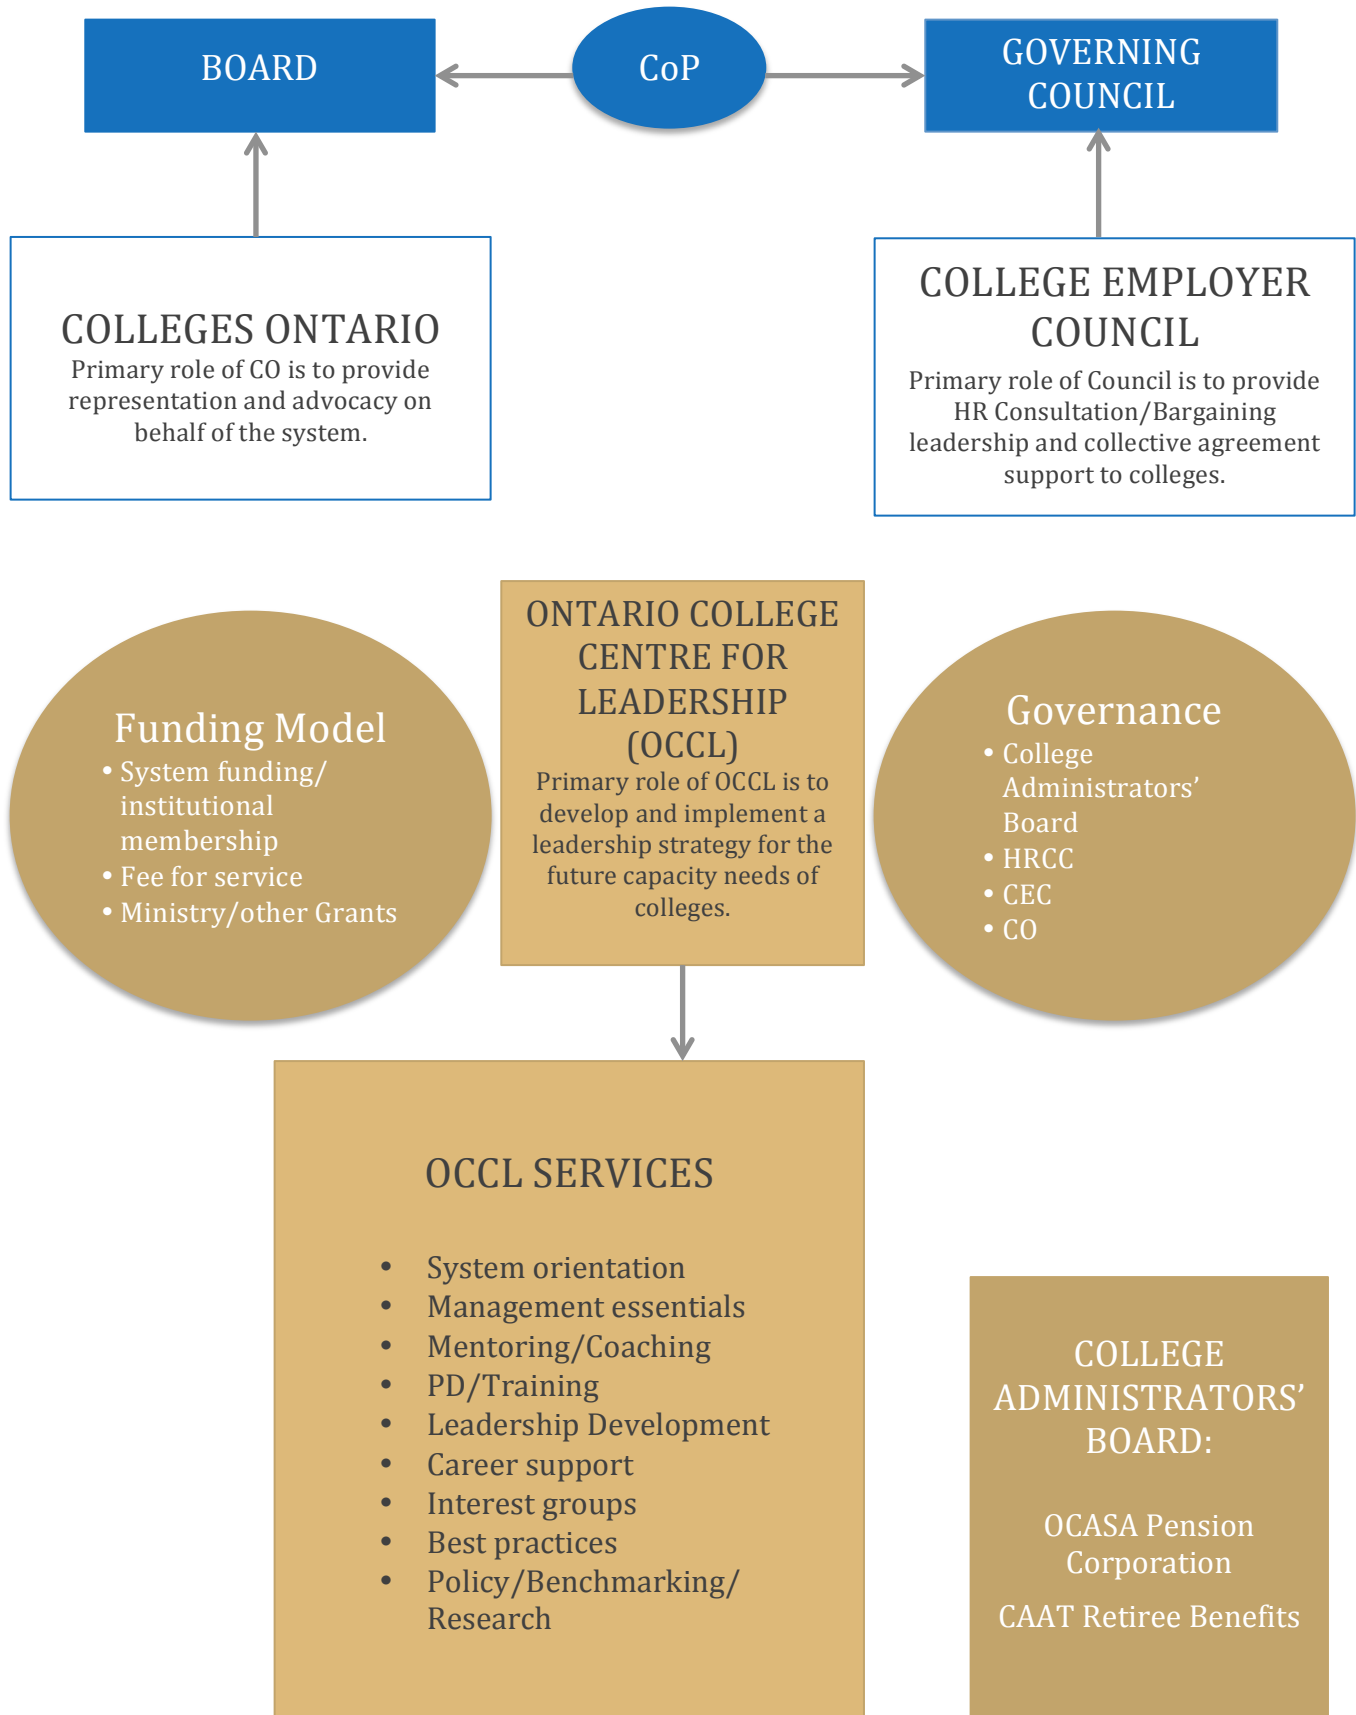 BOARD
CoP
GOVERNING
COUNCIL
COLLEGES ONTARIO
Primary role of CO is to provide
representation and advocacy on
behalf of the system.
COLLEGE EMPLOYER
COUNCIL
Primary role of Council is to provide
HR Consultation/Bargaining
leadership and collective agreement
support to colleges.
Funding Model
• System funding/
institutional
membership
• Fee for service
• Ministry/other Grants
ONTARIO COLLEGE
CENTRE FOR
LEADERSHIP
(OCCL)
Primary role of OCCL is to
develop and implement a
leadership strategy for the
future capacity needs of
colleges.
Governance
• College
Administrators’
Board
• HRCC
• CEC
• CO
OCCL SERVICES
• System orientation
• Management essentials
• Mentoring/Coaching
• PD/Training
• Leadership Development
• Career support
• Interest groups
• Best practices
• Policy/Benchmarking/
Research
COLLEGE
ADMINISTRATORS’
BOARD:
OCASA Pension
Corporation
CAAT Retiree Benefits